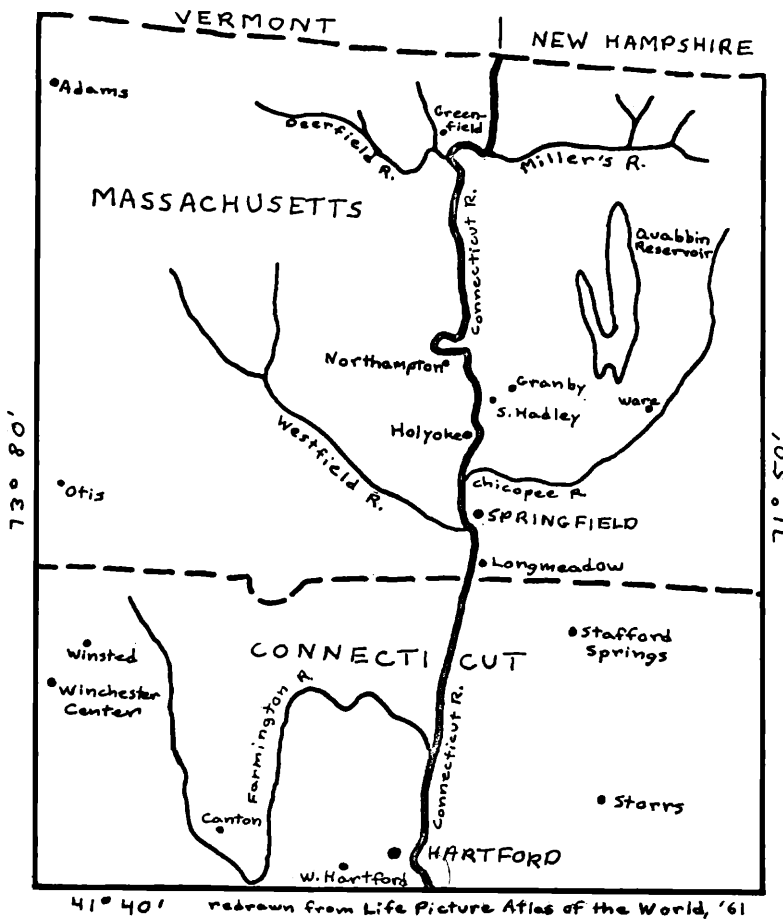 VERMONT
NEW HAMPSHIRE
Adams
Green-
field
Deerfield R.
Miller's R.
MASSACHUSETTS
Connecticut R.
Quabbin
Reservoir
Northampton
Granby
S. Hadley
Ware
Holyoke
Westfield R.
Chicopee R
73° 80'
71° 50'
Otis
SPRINGFIELD
Longmeadow
Stafford
Springs
Winsted
CONNECTICUT
Winchester
Center
Farmington R
Connecticut R.
Storrs
Canton
HARTFORD
W. Hartford
41° 40' redrawn from Life Picture Atlas of the World, '61